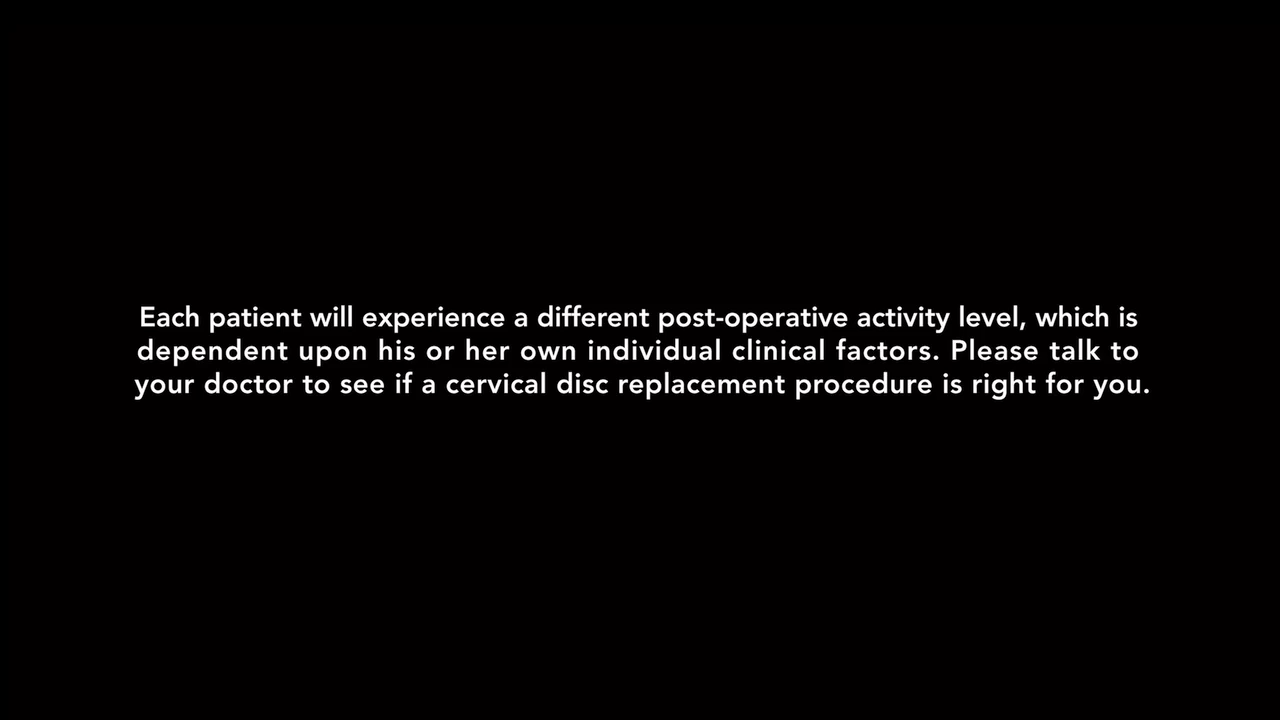 Each patient will experience a different post-operative activity level, which is
dependent upon his or her own individual clinical factors. Please talk to
your doctor to see if a cervical disc replacement procedure is right for you.